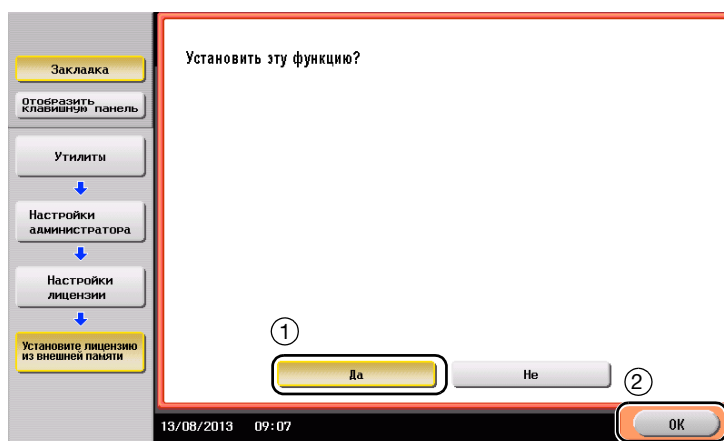 Закладка
Отобразить
клавишную панель
Утилиты
Настройки
администратора
Настройки
лицензии
Установите лицензию
из внешней памяти
Установить эту функцию?
1
Да
Не
2
13/08/2013 09:07
OK